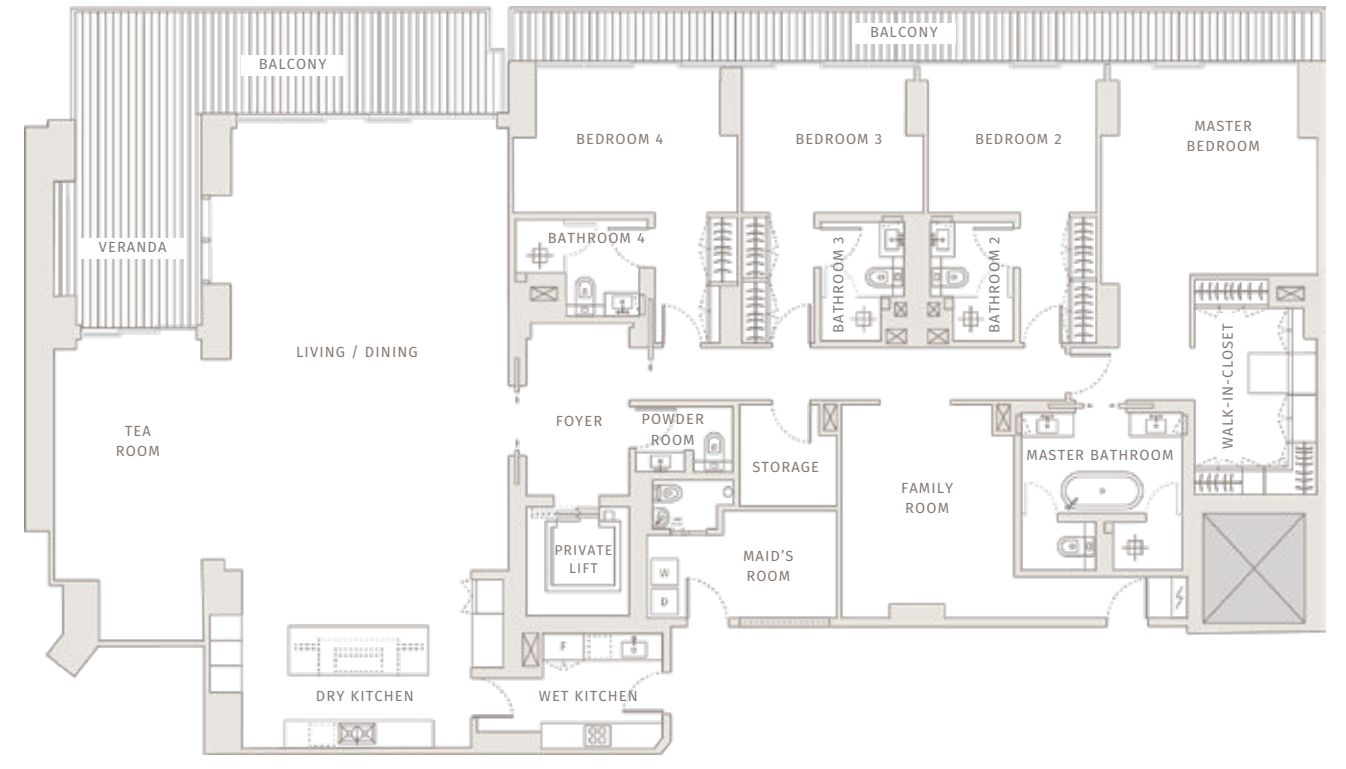 BALCONY
BALCONY
BEDROOM 4
BEDROOM 3
BEDROOM 2
MASTER
BEDROOM
VERANDA
BATHROOM 4
BATHROOM 3
BATHROOM 2
LIVING / DINING
WALK-IN-CLOSET
TEA
ROOM
FOYER
POWDER
ROOM
STORAGE
MASTER BATHROOM
FAMILY
ROOM
PRIVATE
LIFT
MAID'S
ROOM
W
D
F
DRY KITCHEN
WET KITCHEN